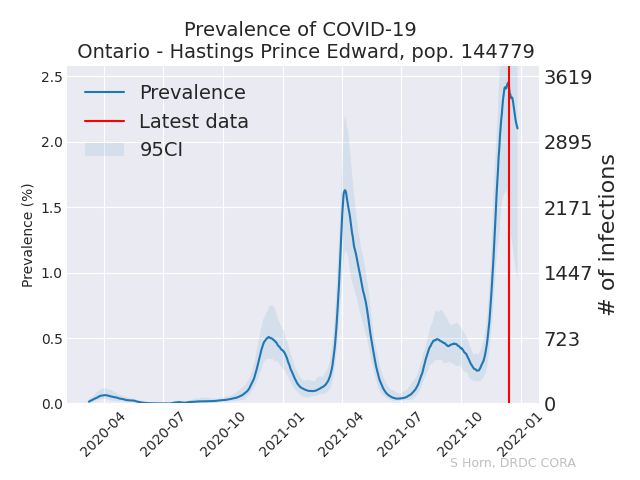 Prevalence of COVID-19
Ontario - Hastings Prince Edward, pop. 144779
Prevalence
Latest data
95CI
Prevalence (%)
2.5
2.0
1.5
1.0
0.5
0.0
3619
2895
2171
1447
723
0
# of infections
2020-04
2020-07
2020-10
2021-01
2021-04
2021-07
2021-10
2022-01
S Horn, DRDC CORA